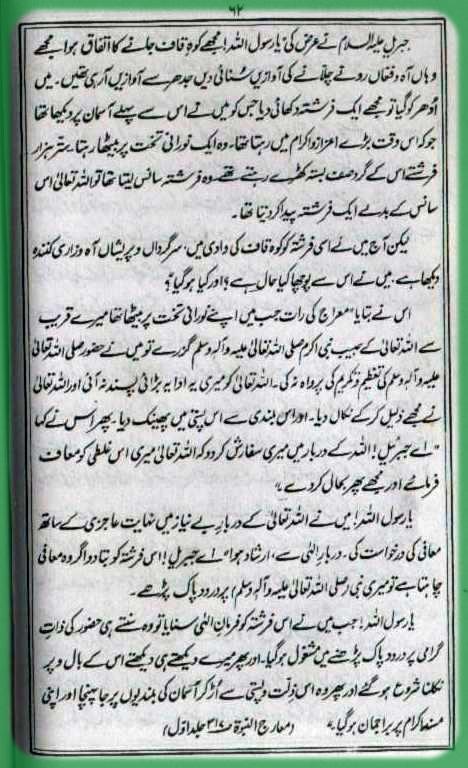 ۶۲
جبریل علیہ السلام نے عرض کی یا رسول اللہ! مجھے کوہِ قاف جانے کا اتفاق ہوا مجھے
وہاں آہ و فغاں رونے چلانے کی آوازیں سنائی دیں جدھر سے آوازیں آ رہی تھیں۔ میں
اُدھر کو گیا تو مجھے ایک فرشتہ دکھائی دیا جس کو میں نے اس سے پہلے آسمان پر دیکھا تھا
جو کہ اس وقت بڑے اعزاز و اکرام میں رہتا تھا۔ وہ ایک نورانی تخت پر بیٹھا رہتا۔ ستر ہزار
فرشتے اس کے گرد صف بستہ کھڑے رہتے تھے۔ وہ فرشتہ سانس لیتا تھا تو اللہ تعالیٰ اس
سانس کے بدلے ایک فرشتہ پیدا کر دیتا تھا۔
لیکن آج میں نے اسی فرشتہ کو کوہ قاف کی وادی میں، سرگرداں و پریشاں آہ و زاری کنندہ
دیکھا ہے۔ میں نے اس سے پوچھا کیا حال ہے؟ اور کیا ہو گیا؟
اس نے بتایا "معراج کی رات جب میں اپنے نورانی تخت پر بیٹھا تھا میرے قریب
سے اللہ تعالیٰ کے حبیب نبی اکرم صلی اللہ تعالیٰ علیہ وآلہ وسلم گزرے تو میں نے حضور صلی اللہ تعالیٰ
علیہ وآلہ وسلم کی تعظیم و تکریم کی پرواہ نہ کی۔ اللہ تعالیٰ کو میری یہ ادا یہ بڑائی پسند نہ آئی اور اللہ تعالیٰ
نے مجھے ذلیل کر کے نکال دیا۔ اور اس بلندی سے اس پستی میں پھینک دیا۔ پھر اس نے کہا
"اے جبرئیل! اللہ کے دربار میں میری سفارش کر دو کہ اللہ تعالیٰ میری اس غلطی کو معاف
فرمائے اور مجھے پھر بحال کر دے۔"
یا رسول اللہ! میں نے اللہ تعالیٰ کے دربارِ بے نیاز میں نہایت عاجزی کے ساتھ
معافی کی درخواست کی۔ دربارِ الٰہی سے، ارشاد ہوا" اے جبریل! اس فرشتہ کو بتا دو اگر وہ معافی
چاہتا ہے تو میری نبی (صلی اللہ تعالیٰ علیہ وآلہ وسلم) پر درود پاک پڑھے۔
یا رسول اللہ! جب میں نے اس فرشتہ کو فرمان الٰہی سنایا تو وہ سنتے ہی حضور کی ذاتِ
گرامی پر درود پاک پڑھنے میں مشغول ہو گیا۔ اور پھر میرے دیکھتے ہی دیکھتے اس کے بال و پر
نکلنا شروع ہو گئے اور پھر وہ اس ذلت و پستی سے اُڑ کر آسمان کی بلندیوں پر جا پہنچا اور اپنی
مسند اکرام پر براجمان ہو گیا۔" (معارج النبوۃ ص۳۱۷ جلد اول)